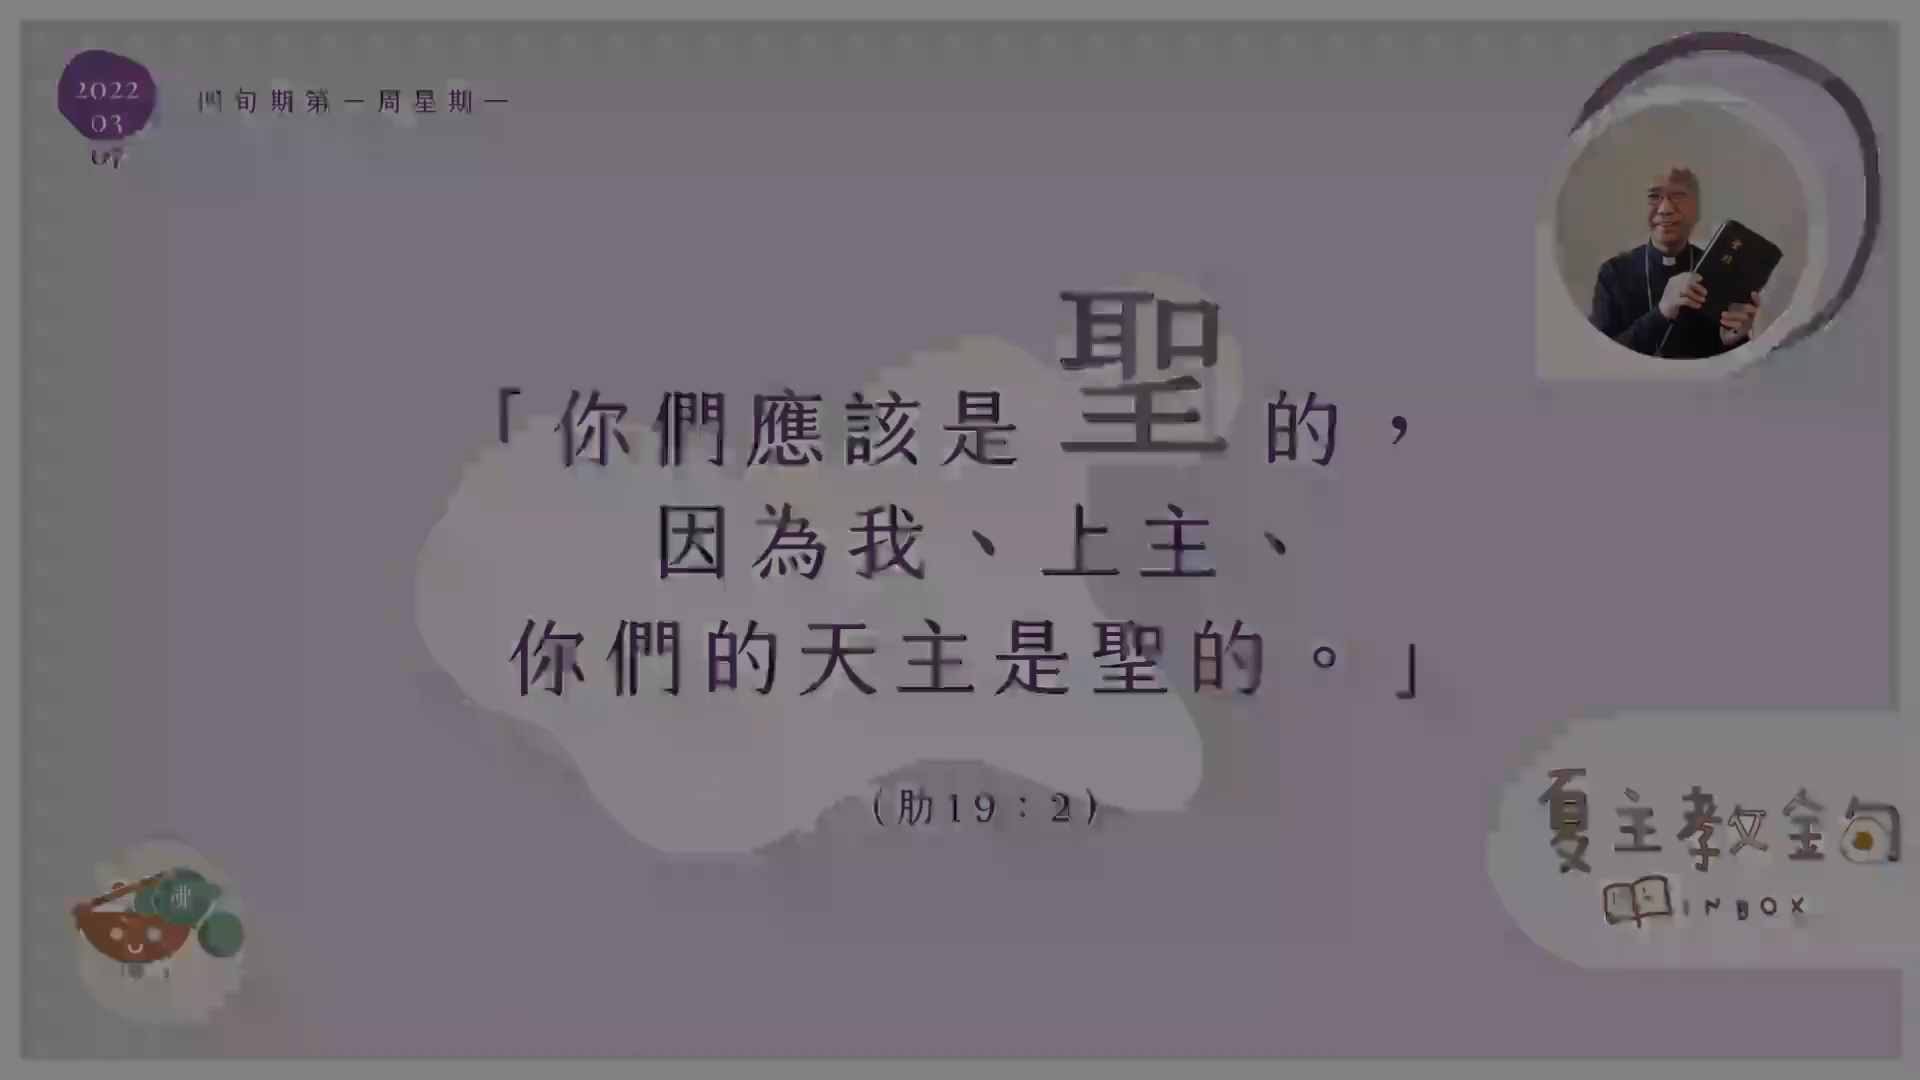 2022
03
07
四旬期第一周星期一
聖經
「你們應該是聖的，
因為我、上主、
你們的天主是聖的。」
（肋19：2）
夏主教金句
INBOX